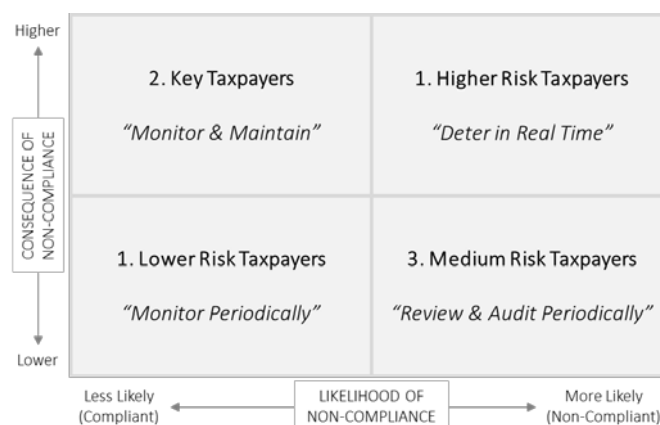 Higher
2. Key Taxpayers
"Monitor & Maintain"
1. Higher Risk Taxpayers
"Deter in Real Time"
CONSEQUENCE OF
NON-COMPLIANCE
1. Lower Risk Taxpayers
"Monitor Periodically"
3. Medium Risk Taxpayers
"Review & Audit Periodically"
Lower
Less Likely
(Compliant)
LIKELIHOOD OF
NON-COMPLIANCE
More Likely
(Non-Compliant)